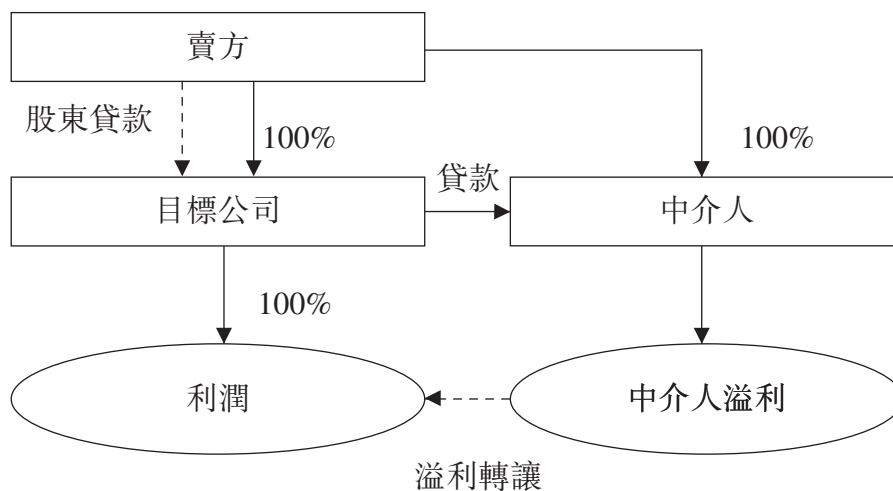 賣方
股東貸款
100%
100%
貸款
目標公司
中介人
100%
利潤
中介人溢利
溢利轉讓